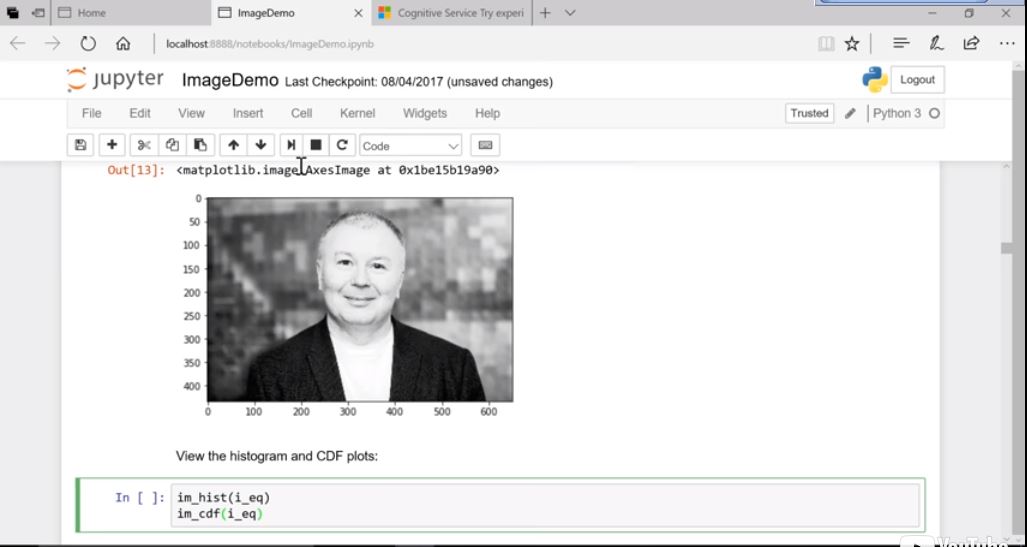 Home
ImageDemo
Cognitive Service Try experi
localhost:8888/notebooks/ImageDemo.ipynb
jupyter ImageDemo Last Checkpoint: 08/04/2017 (unsaved changes)
Logout
File Edit View Insert Cell Kernel Widgets Help
Trusted Python 3
Code
Out[13]: <matplotlib.image.AxesImage at 0x1be15b19a90>
0
50
100
150
200
250
300
350
400
0 100 200 300 400 500 600
View the histogram and CDF plots:
In [ ]: im_hist(i_eq)
im_cdf(i_eq)
YouTube